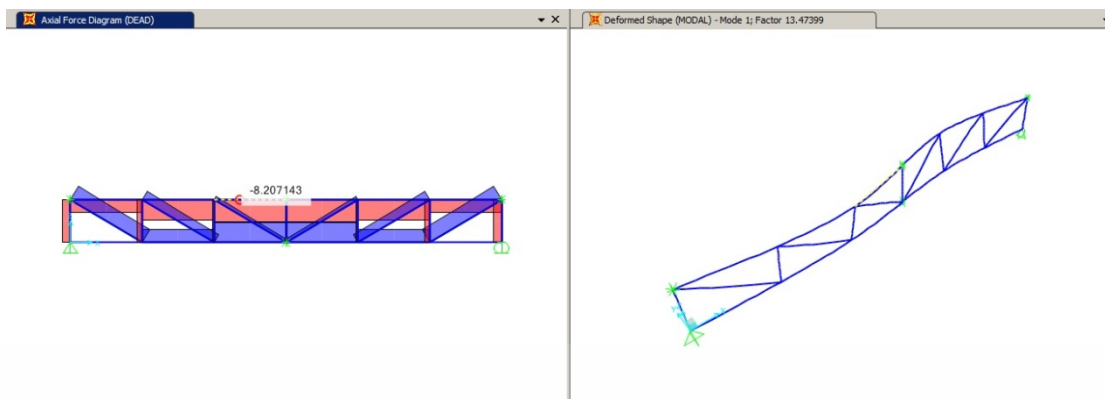 Axial Force Diagram (DEAD)
Deformed Shape (MODAL) - Mode 1; Factor 13.47399
-8.207143